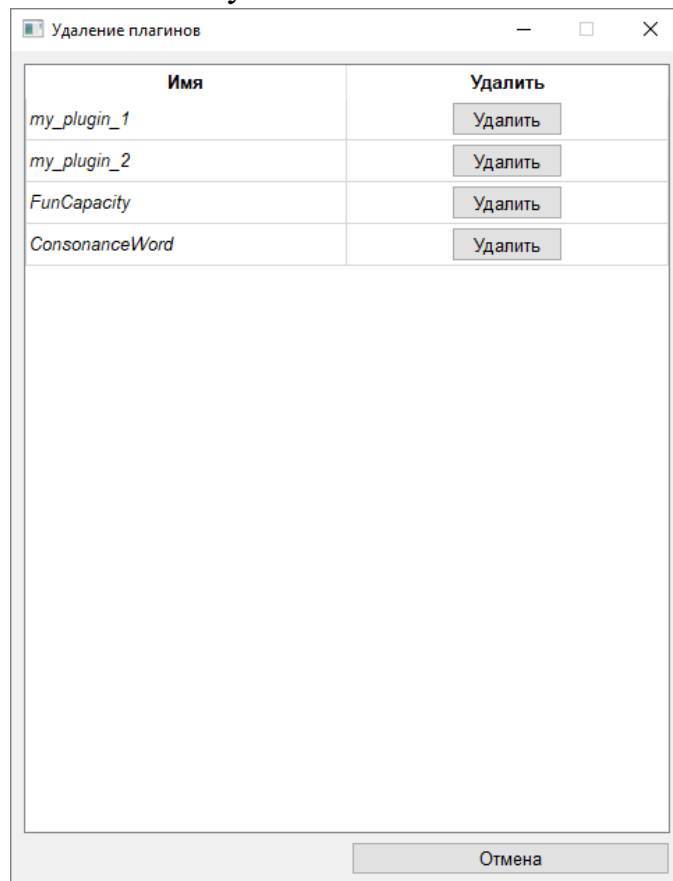 Удаление плагинов
Имя Удалить
my_plugin_1 Удалить
my_plugin_2 Удалить
FunCapacity Удалить
ConsonanceWord Удалить
Отмена